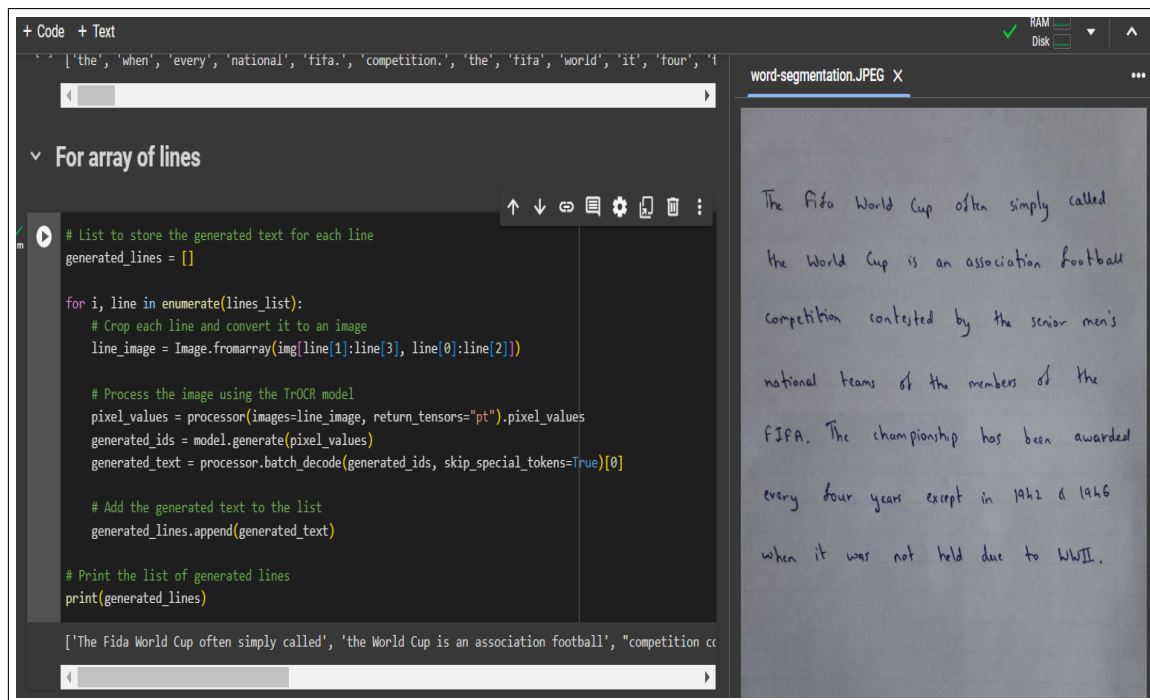 + Code + Text
RAM
Disk
['the', 'when', 'every', 'national', 'fifa.', 'competition.', 'the', 'fifa', 'world', 'it', 'four', '
For array of lines
# List to store the generated text for each line
generated_lines = []
for i, line in enumerate(lines_list):
# Crop each line and convert it to an image
line_image = Image.fromarray(img[line[1]:line[3], line[0]:line[2]])
# Process the image using the TrOCR model
pixel_values = processor(images=line_image, return_tensors="pt").pixel_values
generated_ids = model.generate(pixel_values)
generated_text = processor.batch_decode(generated_ids, skip_special_tokens=True)[0]
# Add the generated text to the list
generated_lines.append(generated_text)
# Print the list of generated lines
print(generated_lines)
['The Fida World Cup often simply called', 'the World Cup is an association football', "competition
word-segmentation.JPEG
The Fifa World Cup often simply called
the World Cup is an association football
competition contested by the senior men's
national teams of the members of the
FIFA. The championship has been awarded
every four years except in 1942 & 1946
when it was not held due to WWII.